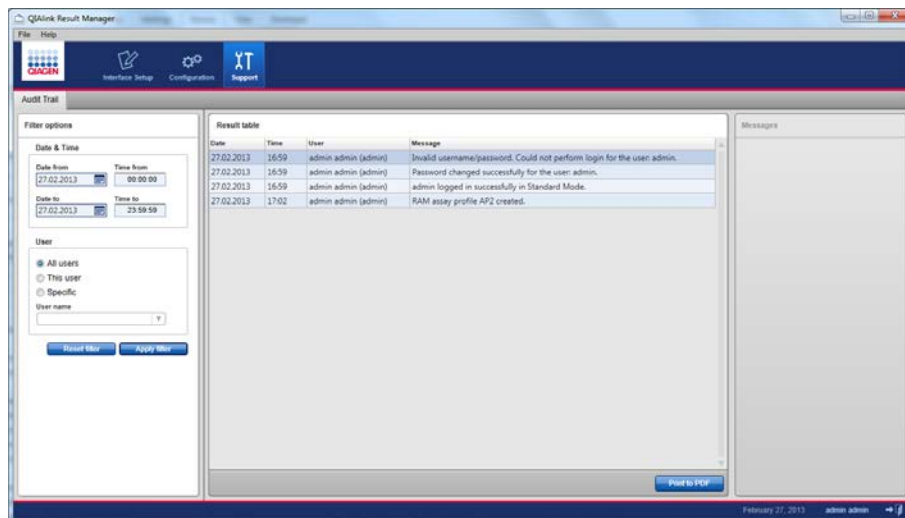 QIAlink Result Manager
File Help
QIAGEN
Interface Setup Configuration Support
Audit Trail
Filter options
Date & Time
Date from Time from
27.02.2013 00:00:00
Date to Time to
27.02.2013 23:59:59
User
All users
This user
Specific
User name
Reset filter Apply filter
Result table
Date Time User Message
27.02.2013 16:59 admin admin (admin) Invalid username/password. Could not perform login for the user: admin.
27.02.2013 16:59 admin admin (admin) Password changed successfully for the user: admin.
27.02.2013 16:59 admin admin (admin) admin logged in successfully in Standard Mode.
27.02.2013 17:02 admin admin (admin) RAM assay profile AP2 created.
Print to PDF
Messages
February 27, 2013 admin admin